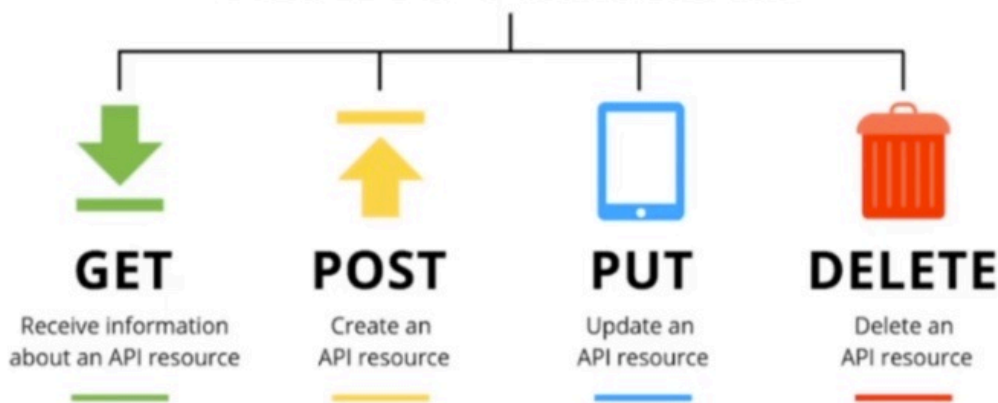 GET
Receive information
about an API resource
POST
Create an
API resource
PUT
Update an
API resource
DELETE
Delete an
API resource